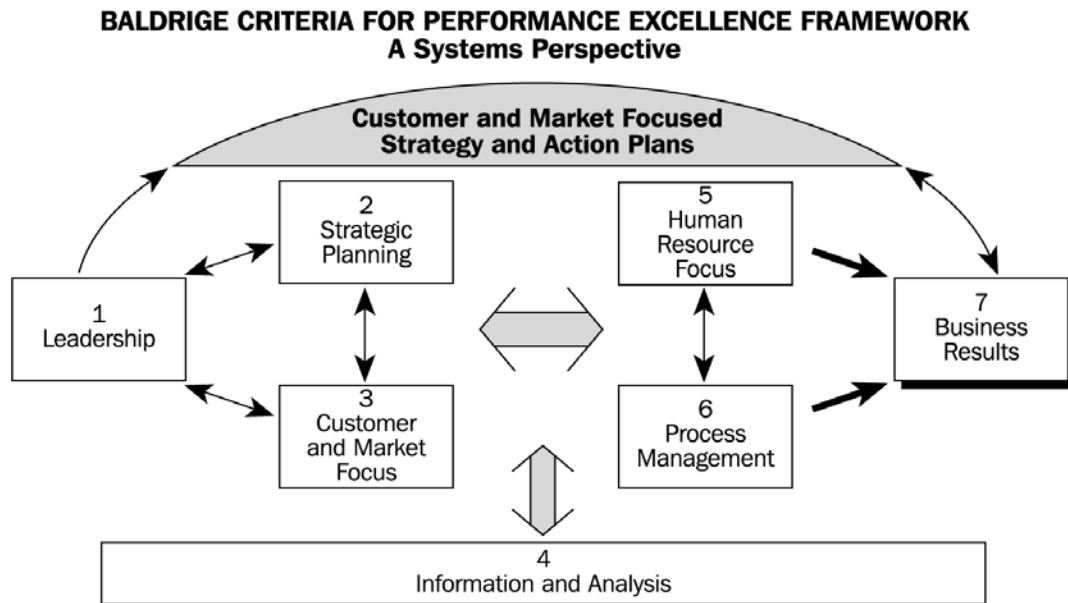 BALDRIGE CRITERIA FOR PERFORMANCE EXCELLENCE FRAMEWORK
A Systems Perspective
Customer and Market Focused
Strategy and Action Plans
1
Leadership
2
Strategic
Planning
3
Customer
and Market
Focus
5
Human
Resource
Focus
6
Process
Management
7
Business
Results
4
Information and Analysis